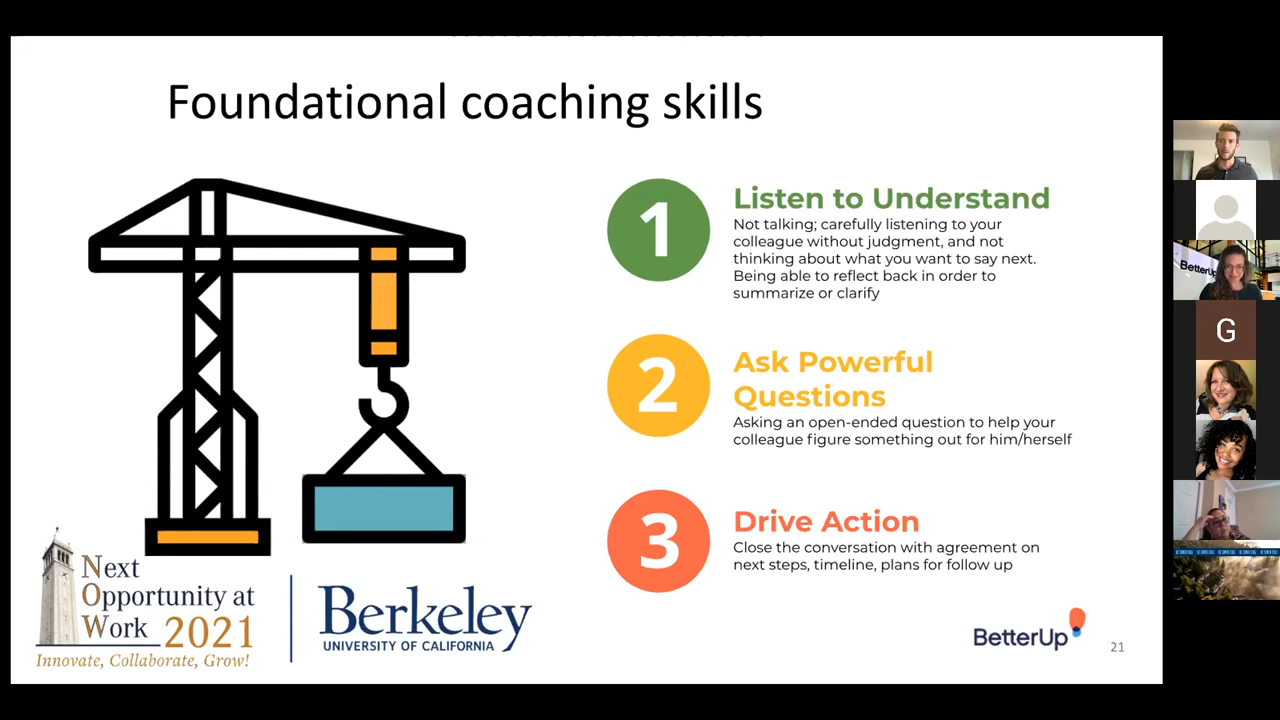 Foundational coaching skills
1
Listen to Understand
Not talking; carefully listening to your
colleague without judgment, and not
thinking about what you want to say next.
Being able to reflect back in order to
summarize or clarify
2
Ask Powerful
Questions
Asking an open-ended question to help your
colleague figure something out for him/herself
3
Drive Action
Close the conversation with agreement on
next steps, timeline, plans for follow up
Next
Opportunity at
Work 2021
Innovate, Collaborate, Grow!
Berkeley
UNIVERSITY OF CALIFORNIA
BetterUp
21
BetterUp
G